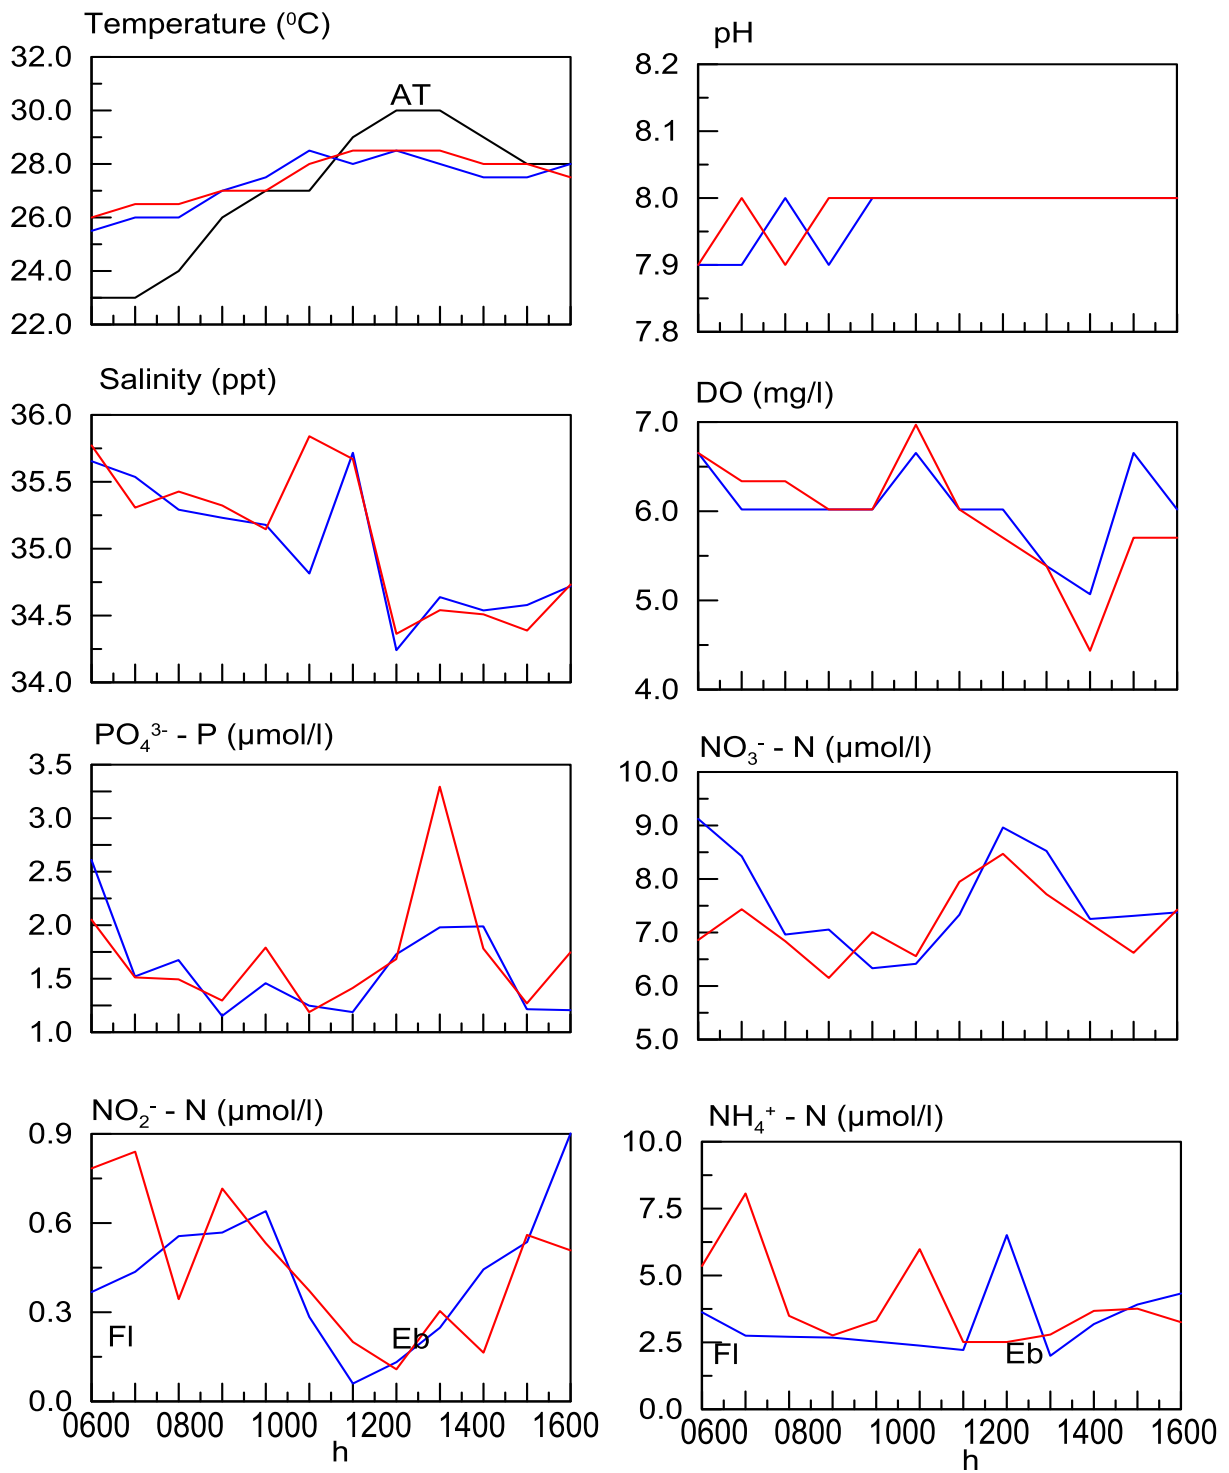 Temperature (⁰C)
32.0
30.0
28.0
26.0
24.0
22.0
AT
pH
8.2
8.1
8.0
7.9
7.8
Salinity (ppt)
36.0
35.5
35.0
34.5
34.0
DO (mg/l)
7.0
6.0
5.0
4.0
PO₄³⁻ - P (µmol/l)
3.5
3.0
2.5
2.0
1.5
1.0
NO₃⁻ - N (µmol/l)
10.0
9.0
8.0
7.0
6.0
5.0
NO₂⁻ - N (µmol/l)
0.9
0.6
0.3
0.0
Fl
Eb
0600 1000 1200 1600
h
NH₄⁺ - N (µmol/l)
10.0
7.5
5.0
2.5
0.0
Fl
Eb
0600 1000 1200 1600
h